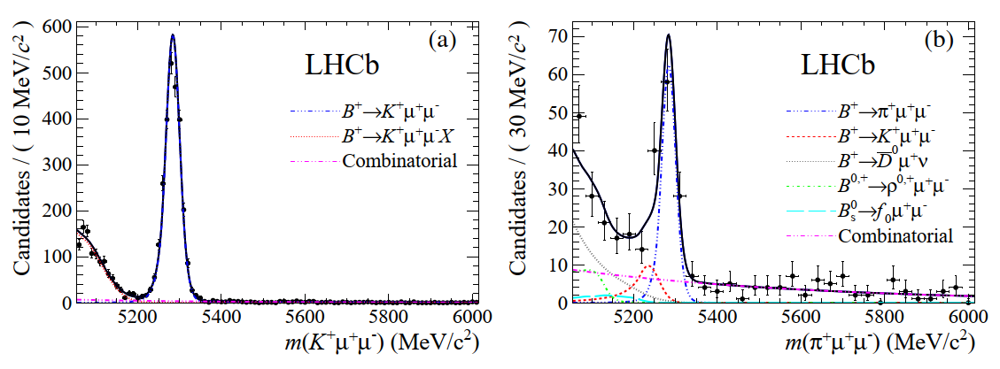 (a)
LHCb
B⁺→K⁺μ⁺μ⁻
B⁺→K⁺μ⁺μ⁻X
Combinatorial
Candidates / ( 10 MeV/c² )
600
500
400
300
200
100
0
5200 5400 5600 5800 6000
m(K⁺μ⁺μ⁻) (MeV/c²)
(b)
LHCb
B⁺→π⁺μ⁺μ⁻
B⁺→K⁺μ⁺μ⁻
B⁺→D̅⁰μ⁺ν
B⁰,⁺→ρ⁰,⁺μ⁺μ⁻
B⁰ₛ→f₀μ⁺μ⁻
Combinatorial
Candidates / ( 30 MeV/c² )
70
60
50
40
30
20
10
0
5200 5400 5600 5800 6000
m(π⁺μ⁺μ⁻) (MeV/c²)